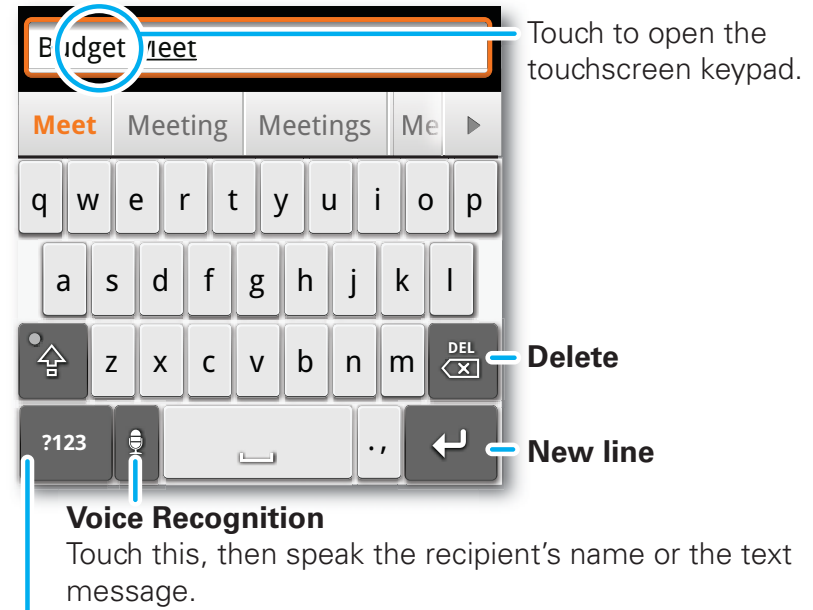 Budget Meet
Touch to open the
touchscreen keypad.
Meet Meeting Meetings Me
q w e r t y u i o p
a s d f g h j k l
z x c v b n m DEL
Delete
?123 . ,
New line
Voice Recognition
Touch this, then speak the recipient’s name or the text
message.